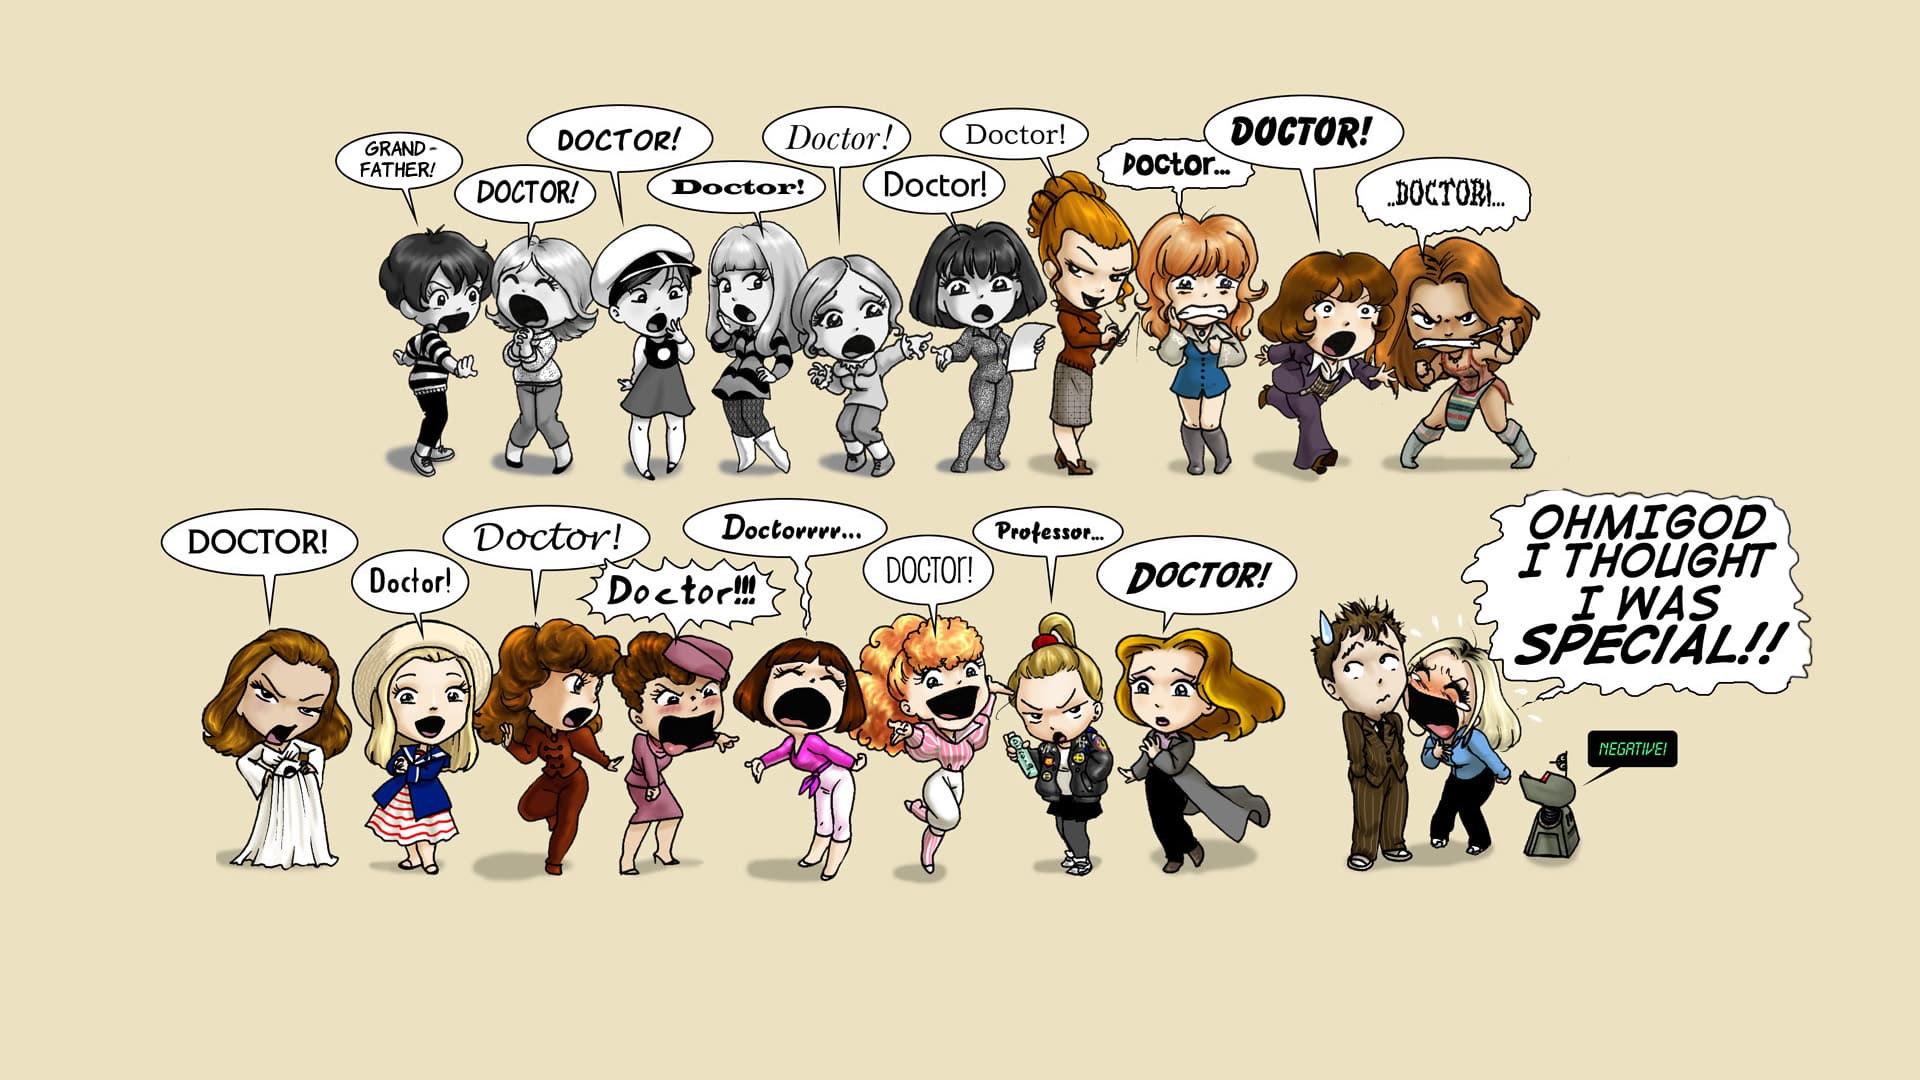 GRAND-
FATHER!
DOCTOR!
DOCTOR!
Doctor!
Doctor!
Doctor!
Doctor!
Doctor...
DOCTOR!
..DOCTOR!...
DOCTOR!
Doctor!
Doctor!
Doctor!!!
Doctorrrr...
DOCTOR!
Professor...
DOCTOR!
OHMIGOD
I THOUGHT
I WAS
SPECIAL!!
NEGATIVE!